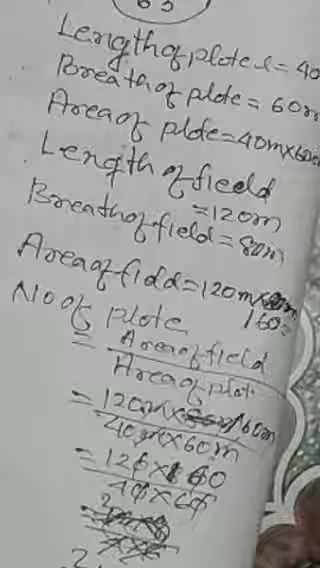 Length of plote l = 40
Breath of plote = 60m
Area of plote = 40m×60m
Length of field
= 120m
Breath of field = 80m
Area of field = 120m×
160
No of plote
= Area of field
Area of plot
= 120m× 160m
40m×60m
= 120×160
40×60
2
2